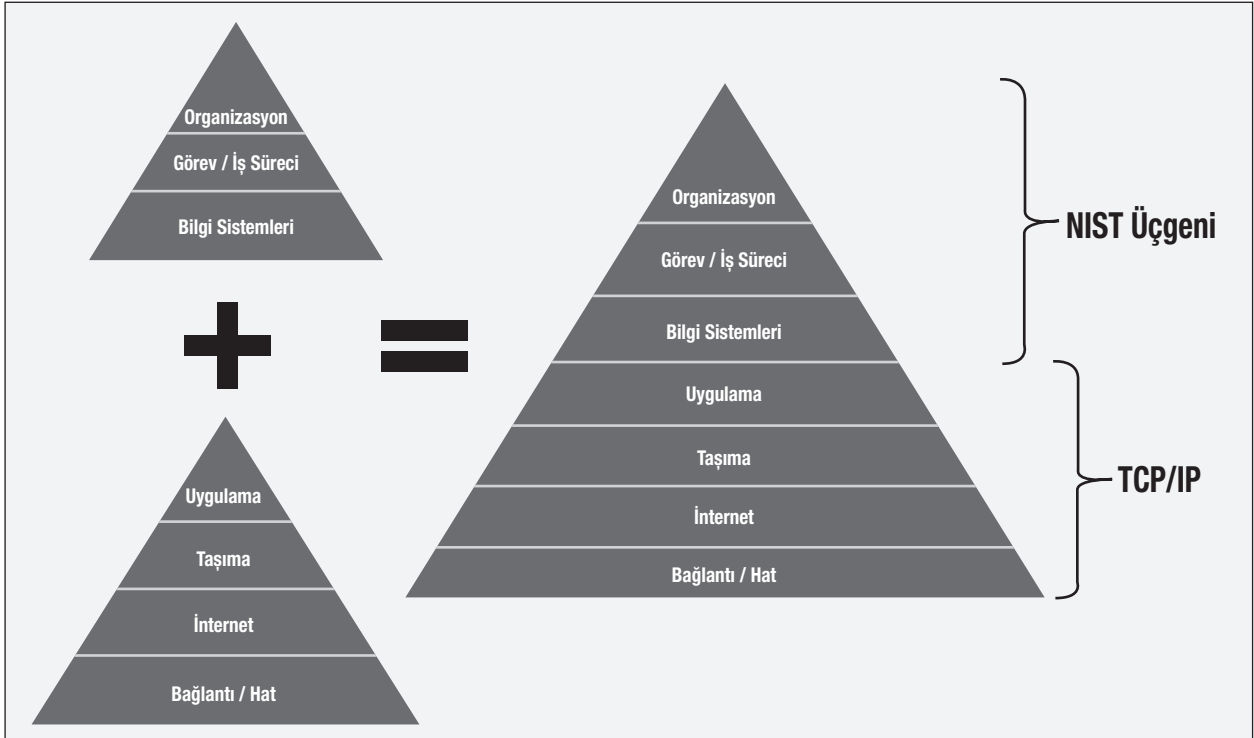 Organizasyon
Görev / İş Süreci
Bilgi Sistemleri
Uygulama
Taşıma
İnternet
Bağlantı / Hat
Organizasyon
Görev / İş Süreci
Bilgi Sistemleri
Uygulama
Taşıma
İnternet
Bağlantı / Hat
NIST Üçgeni
TCP/IP